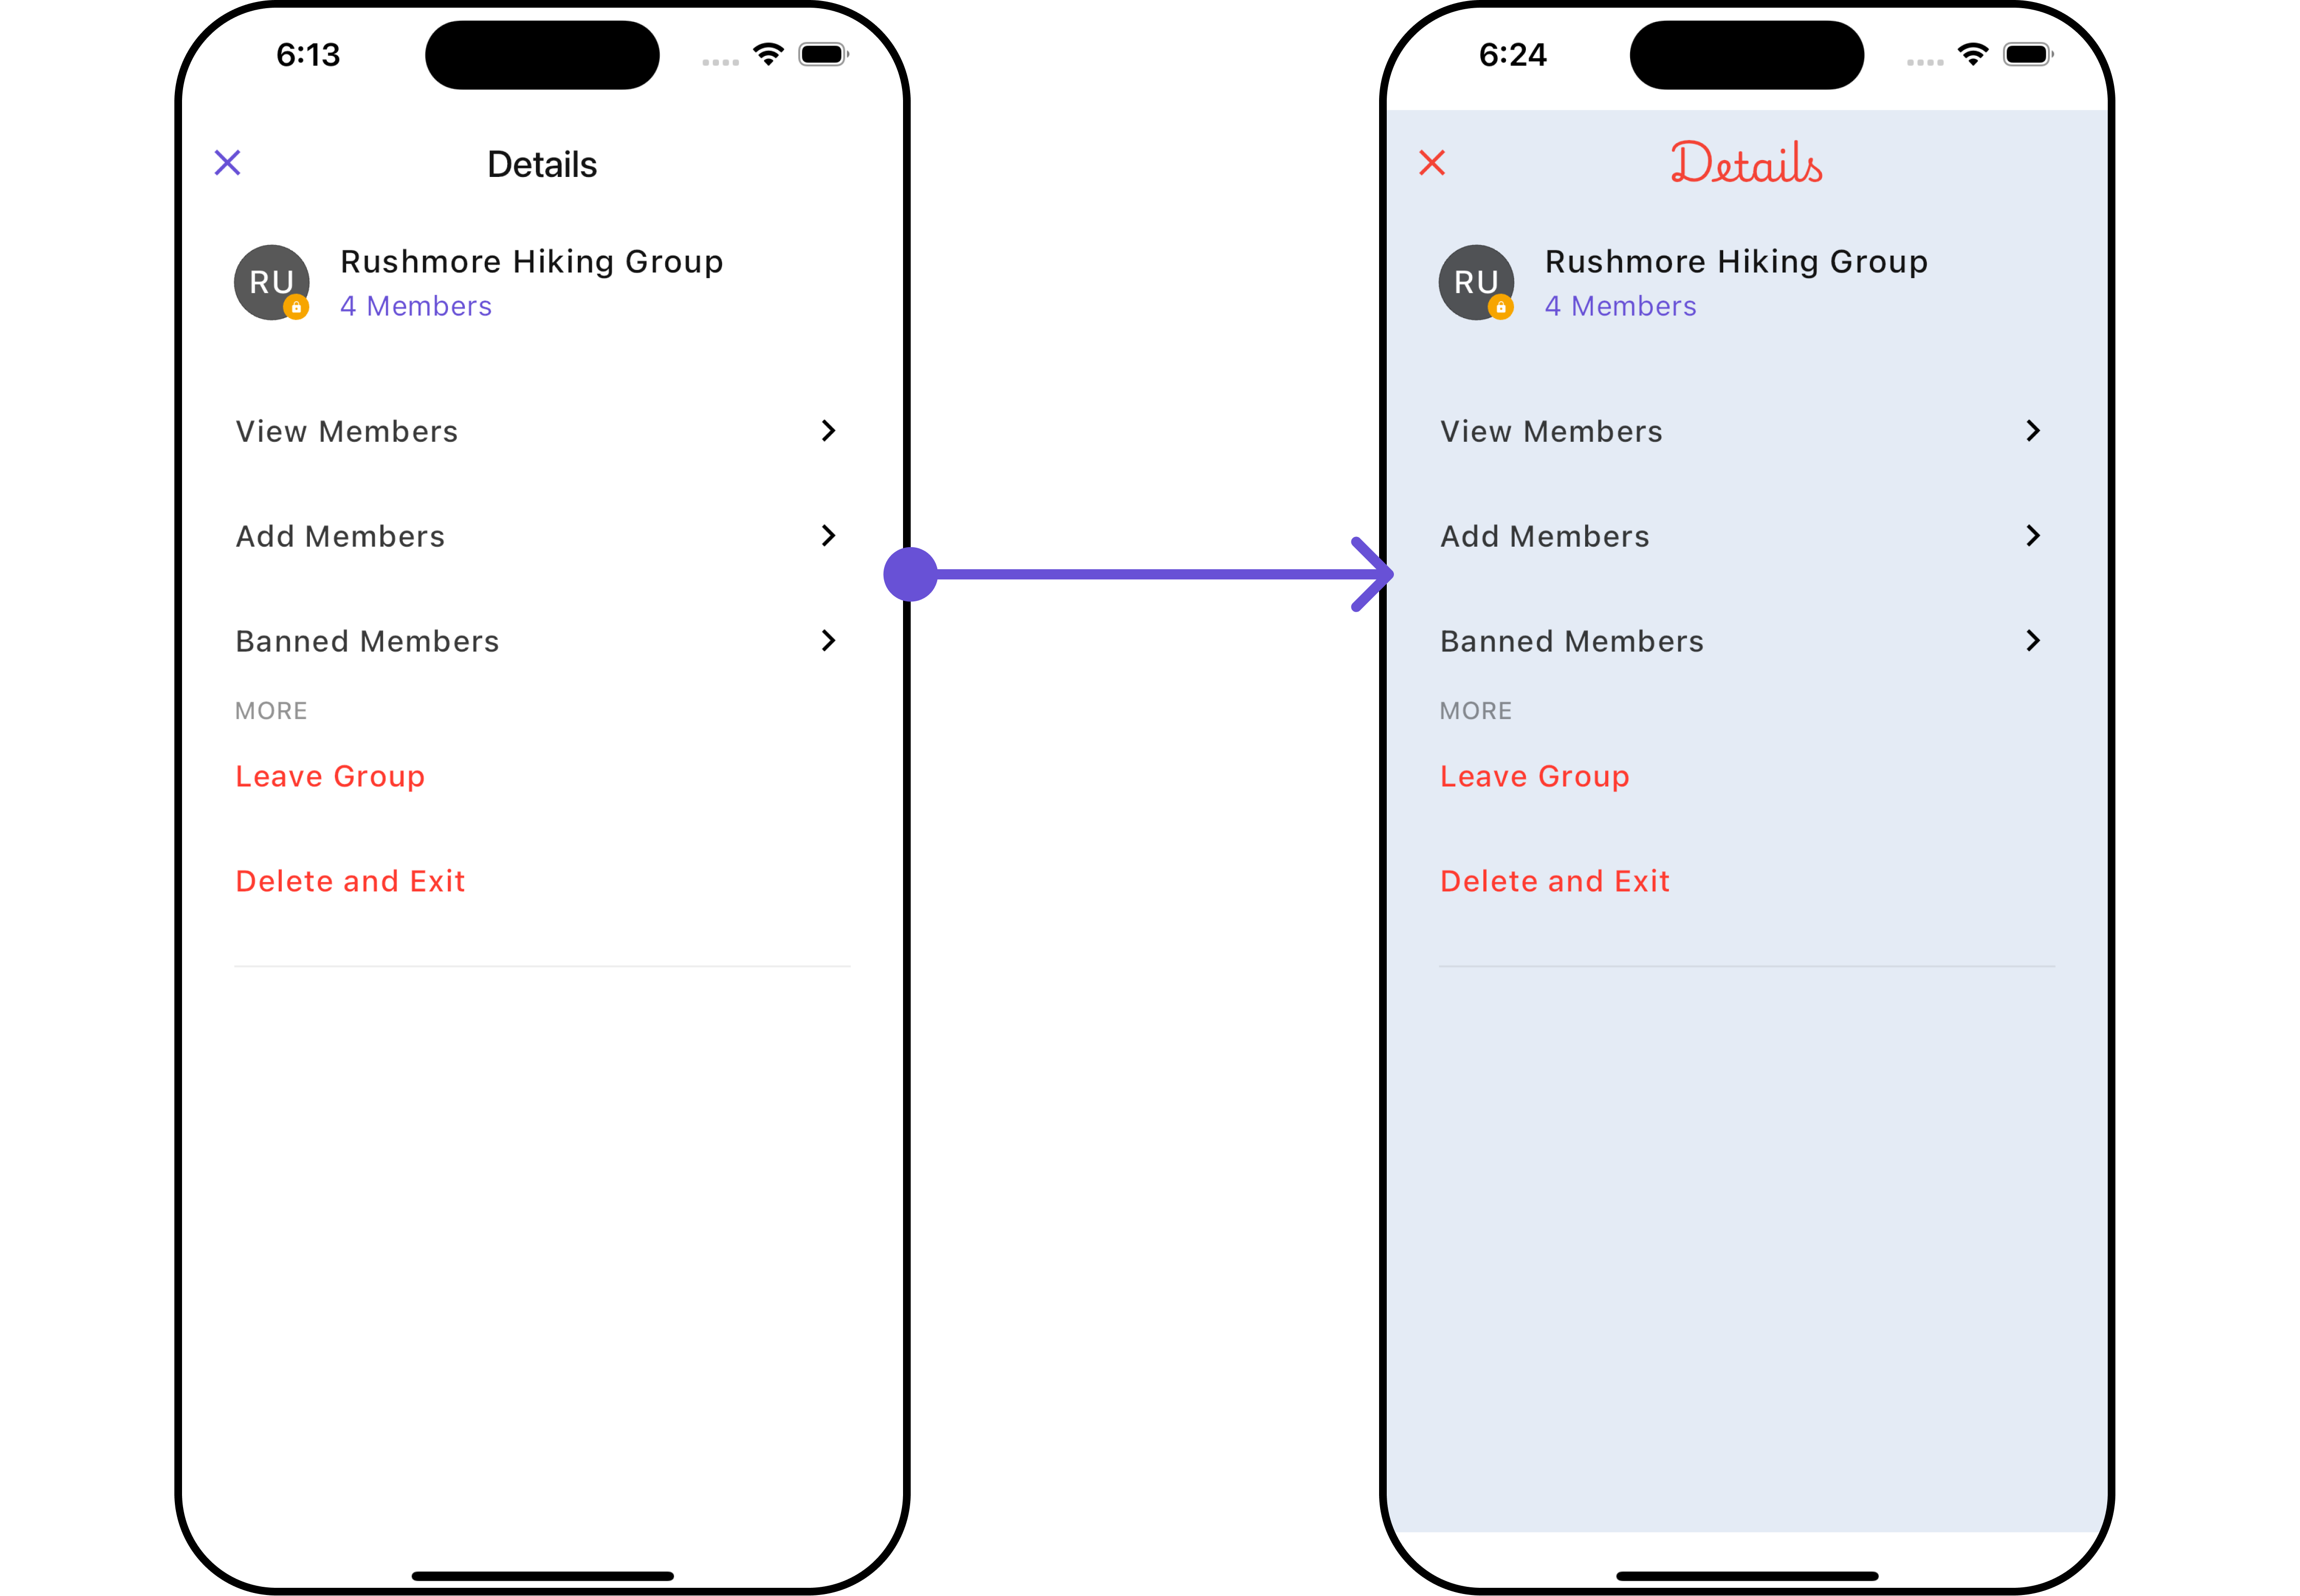 6:13
Details
RU
Rushmore Hiking Group
4 Members
View Members
Add Members
Banned Members
MORE
Leave Group
Delete and Exit
6:24
Details
RU
Rushmore Hiking Group
4 Members
View Members
Add Members
Banned Members
MORE
Leave Group
Delete and Exit